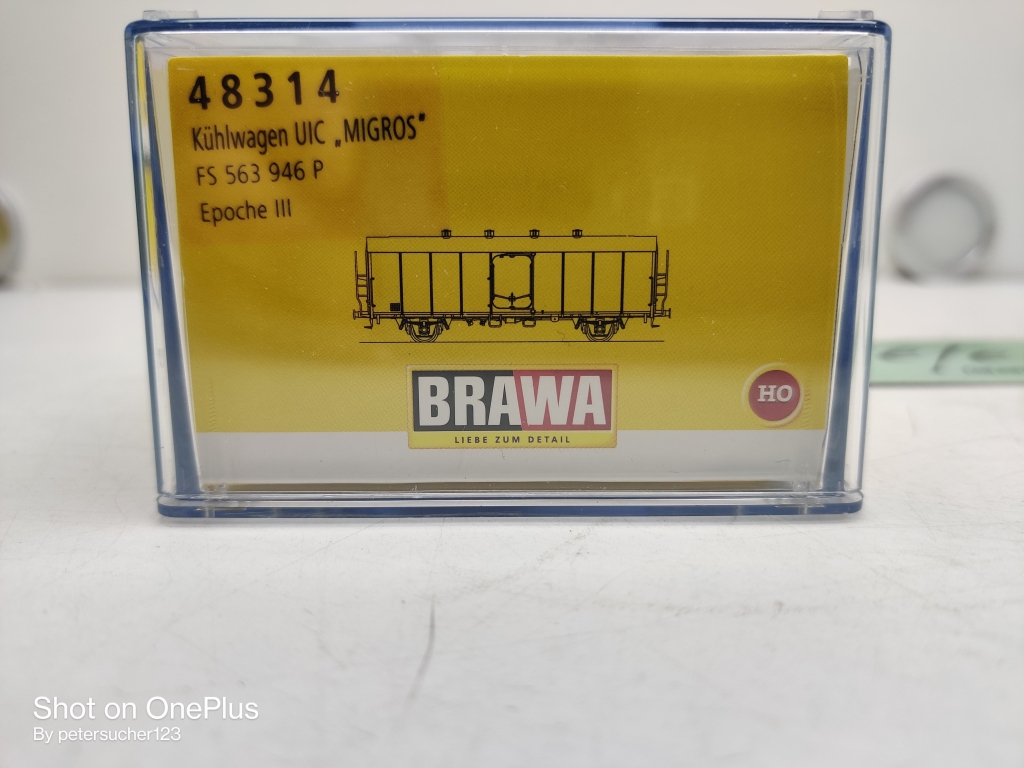 48314
Kühlwagen UIC „MIGROS"
FS 563 946 P
Epoche III
BRAWA
LIEBE ZUM DETAIL
HO
Shot on OnePlus
By petersucher123